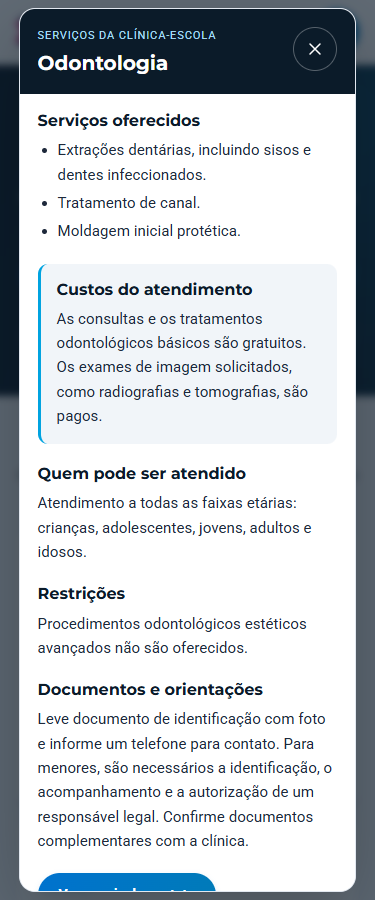 SERVIÇOS DA CLÍNICA-ESCOLA
Odontologia
Serviços oferecidos
• Extrações dentárias, incluindo sisos e
dentes infeccionados.
• Tratamento de canal.
• Moldagem inicial protética.
Custos do atendimento
As consultas e os tratamentos
odontológicos básicos são gratuitos.
Os exames de imagem solicitados,
como radiografias e tomografias, são
pagos.
Quem pode ser atendido
Atendimento a todas as faixas etárias:
crianças, adolescentes, jovens, adultos e
idosos.
Restrições
Procedimentos odontológicos estéticos
avançados não são oferecidos.
Documentos e orientações
Leve documento de identificação com foto
e informe um telefone para contato. Para
menores, são necessários a identificação, o
acompanhamento e a autorização de um
responsável legal. Confirme documentos
complementares com a clínica.